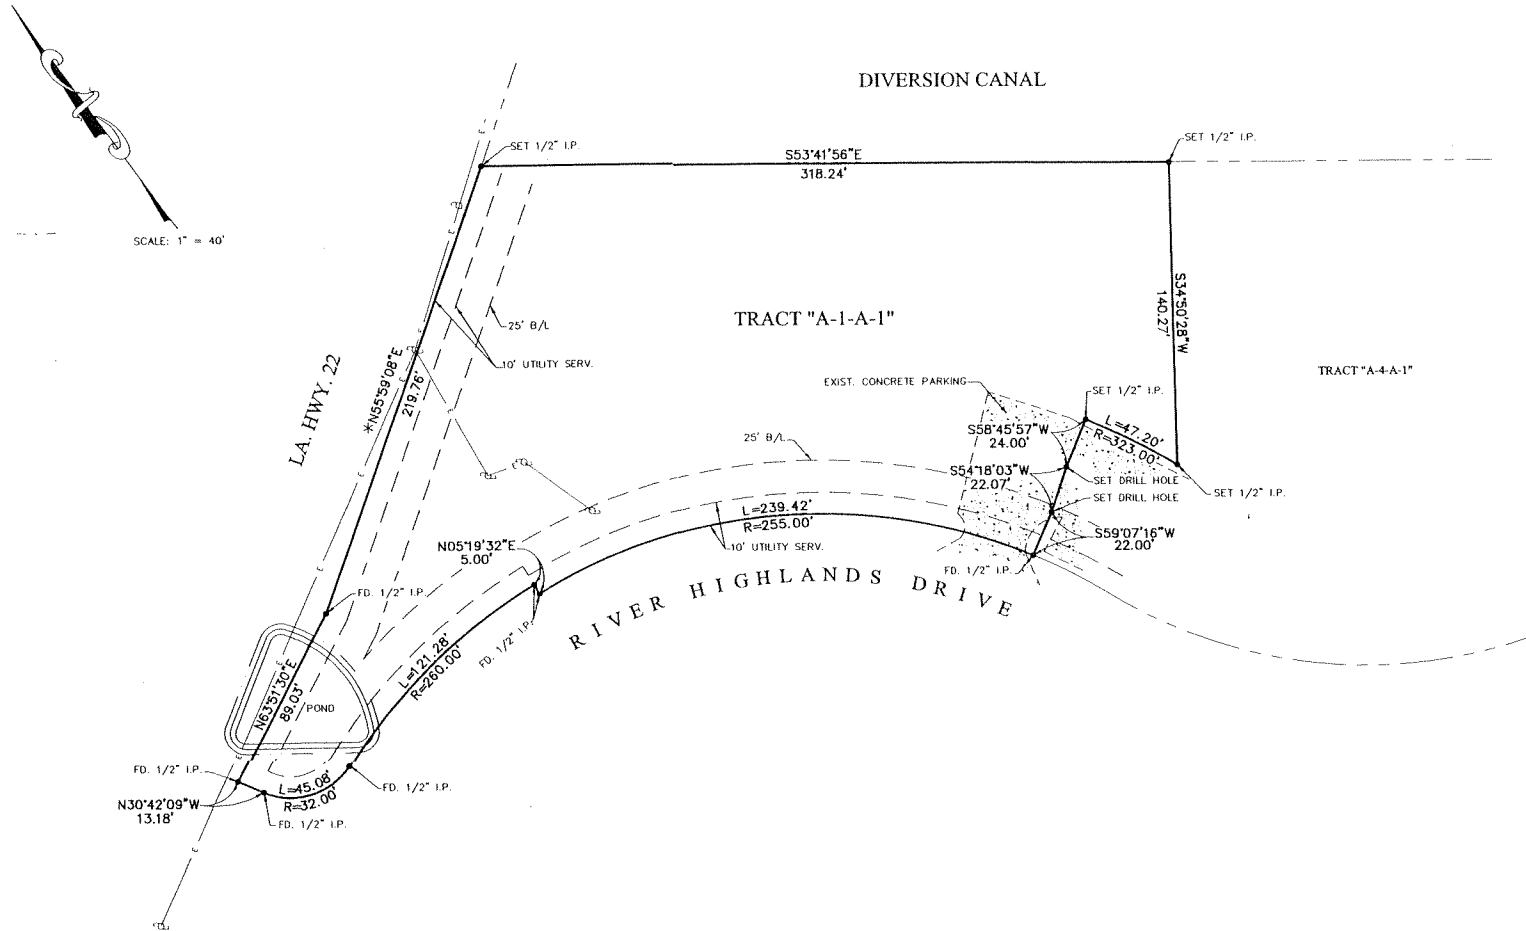 DIVERSION CANAL
SET 1/2" I.P.
SET 1/2" I.P.
S53°41'56"E
318.24'
SCALE: 1" = 40'
S34°50'28"W
140.27'
TRACT "A-1-A-1"
25' B/L
10' UTILITY SERV.
LA. HWY. 22
*N55°59'08"E
219.76'
TRACT "A-4-A-1"
EXIST. CONCRETE PARKING
SET 1/2" I.P.
L=47.20'
R=323.00'
S58°45'57"W
24.00'
25' B/L
S54°18'03"W
22.07'
SET DRILL HOLE
SET DRILL HOLE
SET 1/2" I.P.
L=239.42'
R=255.00'
10' UTILITY SERV.
S59°07'16"W
22.00'
N05°19'32"E
5.00'
FD. 1/2" I.P.
RIVER HIGHLANDS DRIVE
FD. 1/2" I.P.
FD. 1/2" I.P.
L=121.28'
R=260.00'
N63°51'30"E
89.03'
POND
FD. 1/2" I.P.
N30°42'09"W
13.18'
L=45.08'
R=32.00'
FD. 1/2" I.P.
FD. 1/2" I.P.